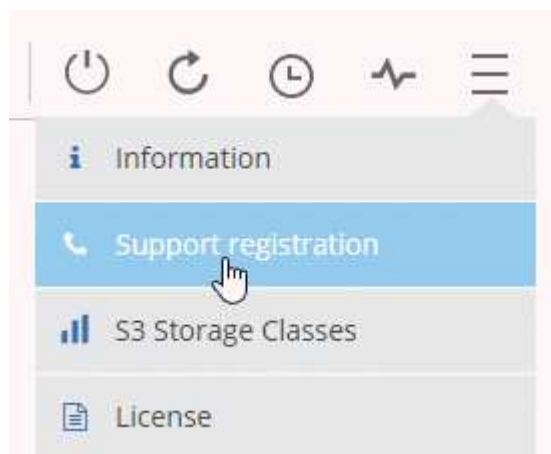 Information
Support registration
S3 Storage Classes
License